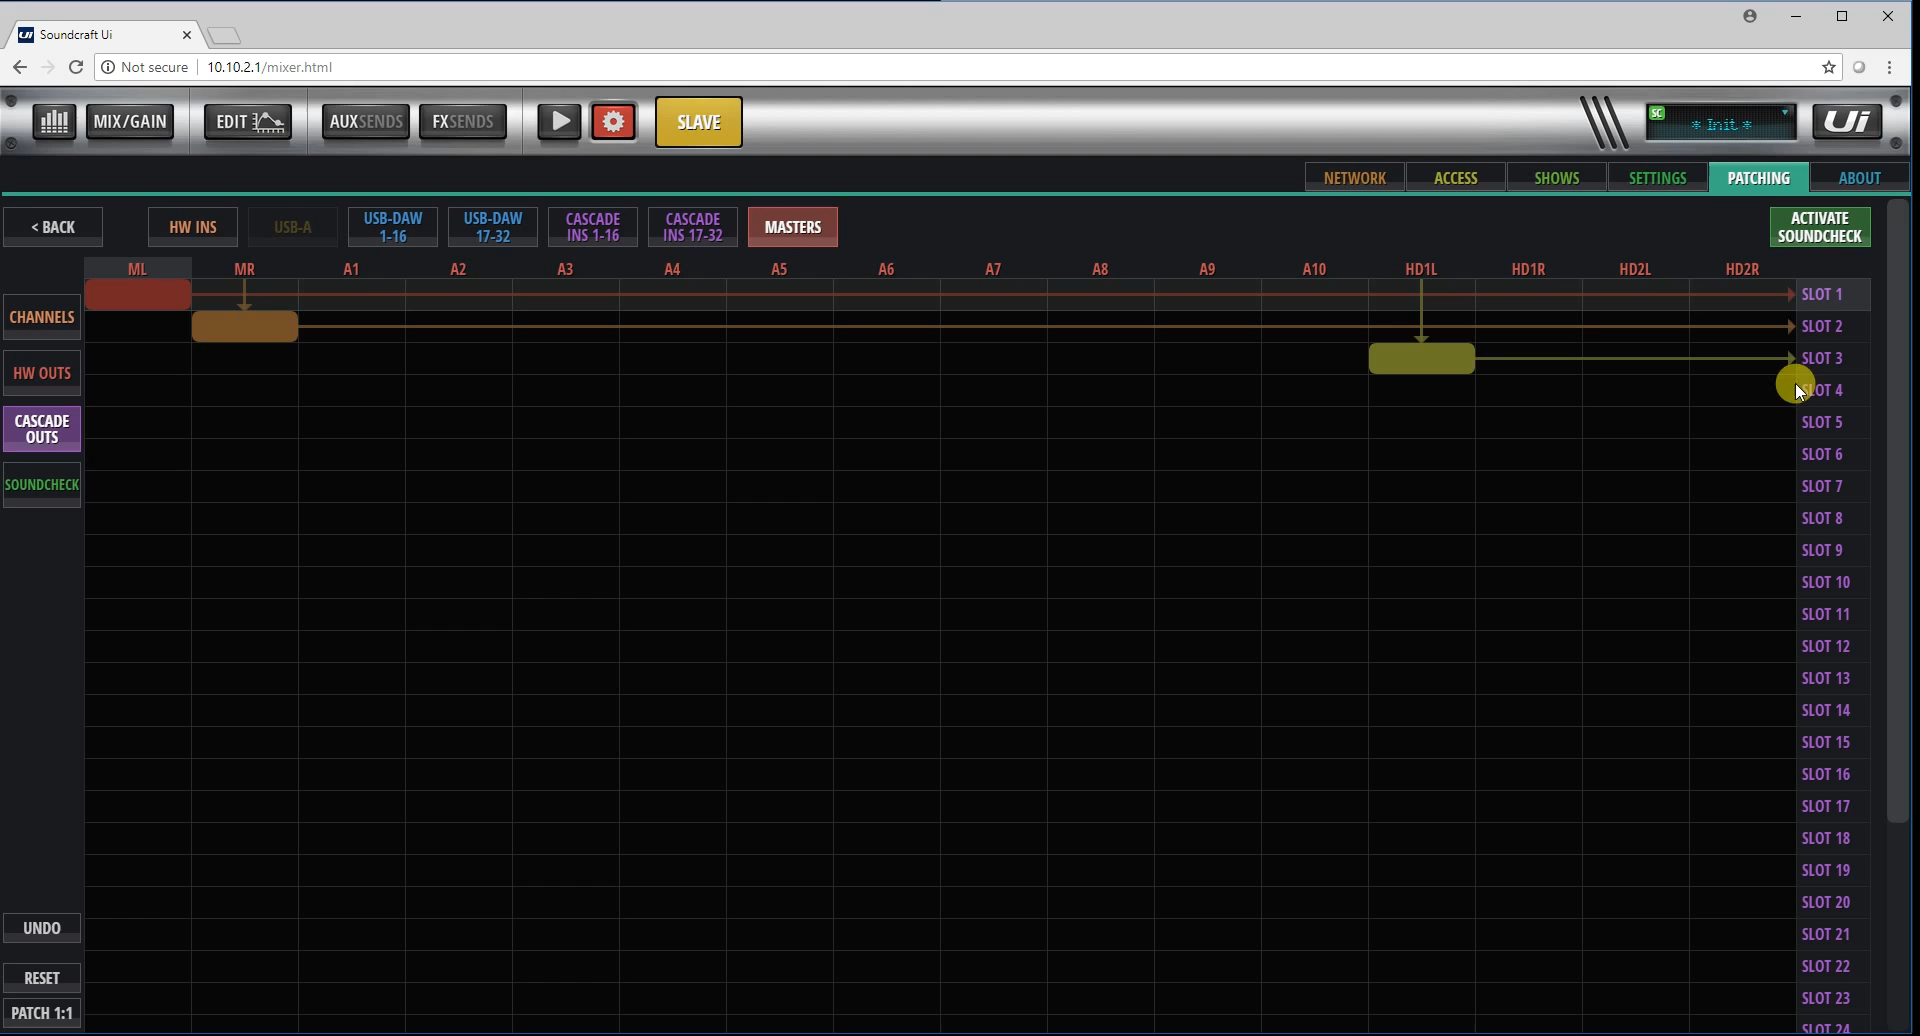 Soundcraft Ui
Not secure 10.10.2.1/mixer.html
MIX/GAIN EDIT AUXSENDS FXSENDS SLAVE SC * Init * Ui
NETWORK ACCESS SHOWS SETTINGS PATCHING ABOUT
< BACK HW INS USB-A USB-DAW 1-16 USB-DAW 17-32 CASCADE INS 1-16 CASCADE INS 17-32 MASTERS ACTIVATE SOUNDCHECK
ML MR A1 A2 A3 A4 A5 A6 A7 A8 A9 A10 HD1L HD1R HD2L HD2R
CHANNELS
HW OUTS
CASCADE
OUTS
SOUNDCHECK
UNDO
RESET
PATCH 1:1
SLOT 1
SLOT 2
SLOT 3
SLOT 4
SLOT 5
SLOT 6
SLOT 7
SLOT 8
SLOT 9
SLOT 10
SLOT 11
SLOT 12
SLOT 13
SLOT 14
SLOT 15
SLOT 16
SLOT 17
SLOT 18
SLOT 19
SLOT 20
SLOT 21
SLOT 22
SLOT 23
SLOT 24